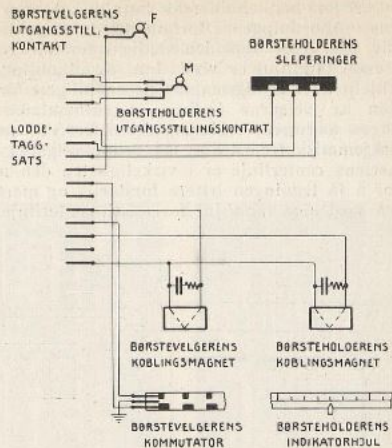 BØRSTEVELGERENS
UTGANGSSTILL.
KONTAKT
F
M
BØRSTEHOLDERENS
SLEPERINGER
BØRSTEHOLDERENS
UTGANGSSTILLINGSKONTAKT
LODDE-
TAGG-
SATS
BØRSTEVELGERENS
KOBLINGSMAGNET
BØRSTEHOLDERENS
KOBLINGSMAGNET
BØRSTEVELGERENS
KOMMUTATOR
BØRSTEHOLDERENS
INDIKATORHJUL